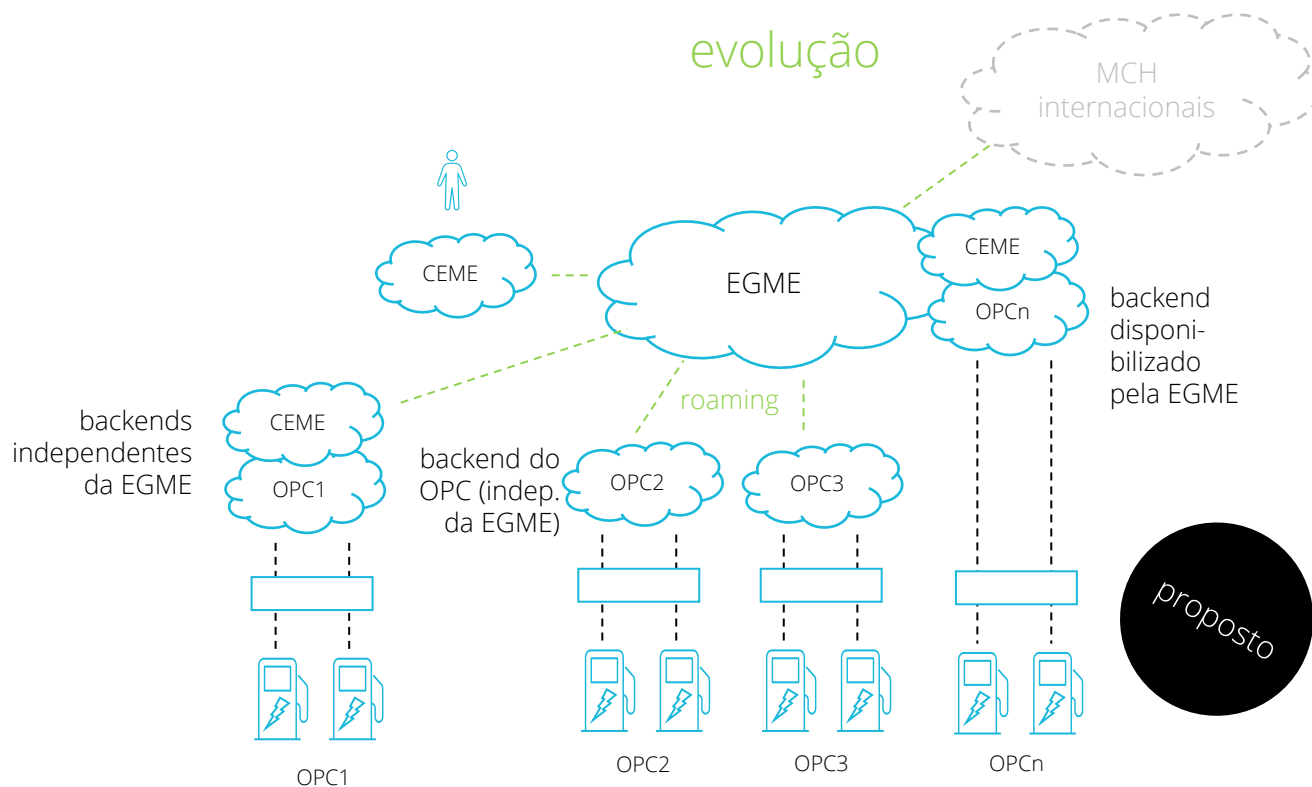 evolução
MCH
internacionais
CEME
EGME
CEME
OPCn
backend
disponi-
bilizado
pela EGME
roaming
backends
independentes
da EGME
CEME
OPC1
backend do
OPC (indep.
da EGME)
OPC2
OPC3
proposto
OPC1
OPC2
OPC3
OPCn